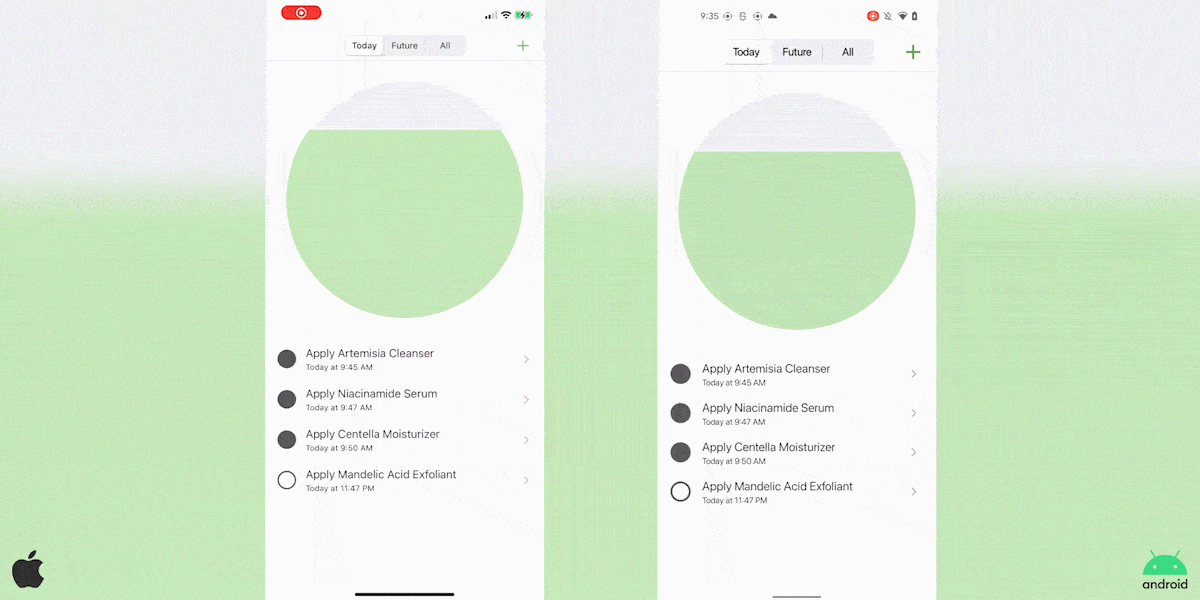 Today Future All +
Apply Artemisia Cleanser
Today at 9:45 AM
Apply Niacinamide Serum
Today at 9:47 AM
Apply Centella Moisturizer
Today at 9:50 AM
Apply Mandelic Acid Exfoliant
Today at 11:47 PM
9:35
Today Future All +
Apply Artemisia Cleanser
Today at 9:45 AM
Apply Niacinamide Serum
Today at 9:47 AM
Apply Centella Moisturizer
Today at 9:50 AM
Apply Mandelic Acid Exfoliant
Today at 11:47 PM
android